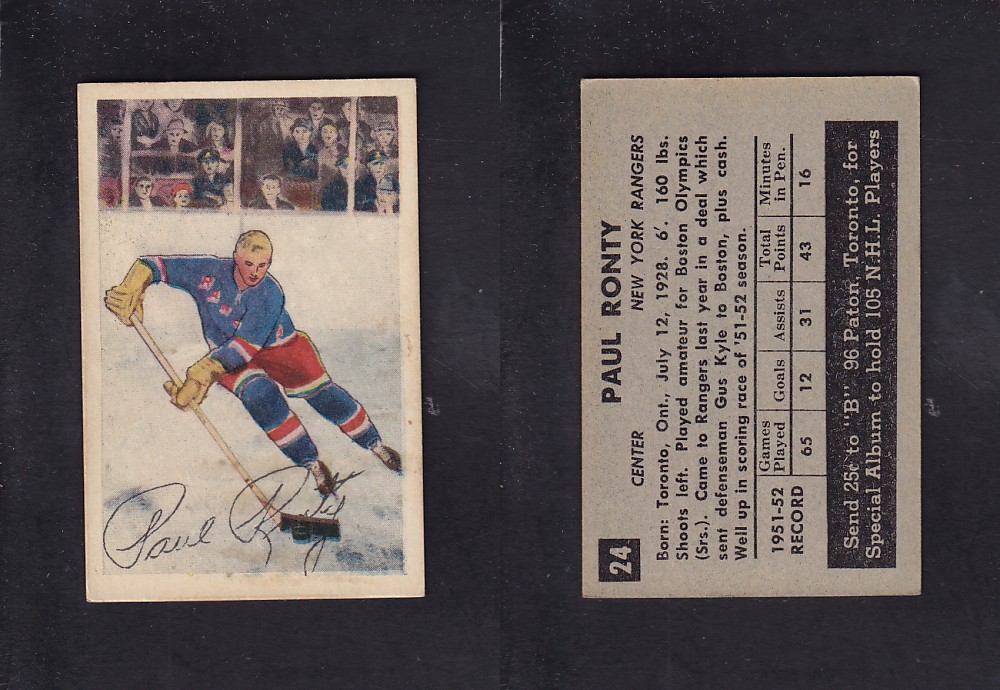 Paul Ronty
24
PAUL RONTY
CENTER NEW YORK RANGERS
Born: Toronto, Ont., July 12, 1928. 6'. 160 lbs.
Shoots left. Played amateur for Boston Olympics
(Srs.). Came to Rangers last year in a deal which
sent defenseman Gus Kyle to Boston, plus cash.
Well up in scoring race of '51-52 season.
1951-52 RECORD
Games Played Goals Assists Total Points Minutes in Pen.
65 12 31 43 16
Send 25¢ to "B" 96 Paton, Toronto, for
Special Album to hold 105 N.H.L. Players